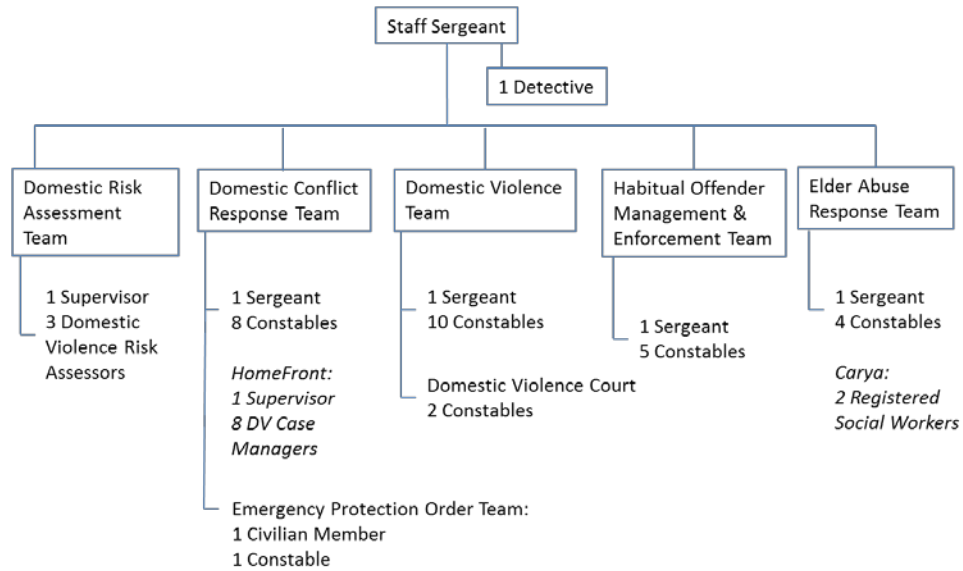 Staff Sergeant
1 Detective
Domestic Risk
Assessment
Team
1 Supervisor
3 Domestic
Violence Risk
Assessors
Domestic Conflict
Response Team
1 Sergeant
8 Constables
HomeFront:
1 Supervisor
8 DV Case
Managers
Emergency Protection Order Team:
1 Civilian Member
1 Constable
Domestic Violence
Team
1 Sergeant
10 Constables
Domestic Violence Court
2 Constables
Habitual Offender
Management &
Enforcement Team
1 Sergeant
5 Constables
Elder Abuse
Response Team
1 Sergeant
4 Constables
Carya:
2 Registered
Social Workers